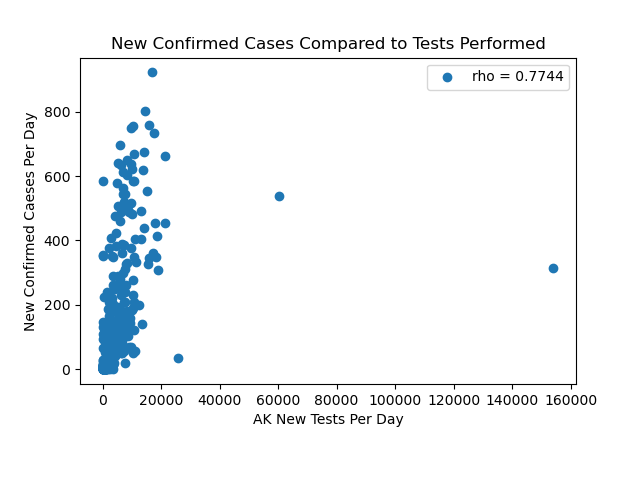 New Confirmed Cases Compared to Tests Performed
rho = 0.7744
New Confirmed Caeses Per Day
800
600
400
200
0
0 20000 40000 60000 80000 100000 120000 140000 160000
AK New Tests Per Day